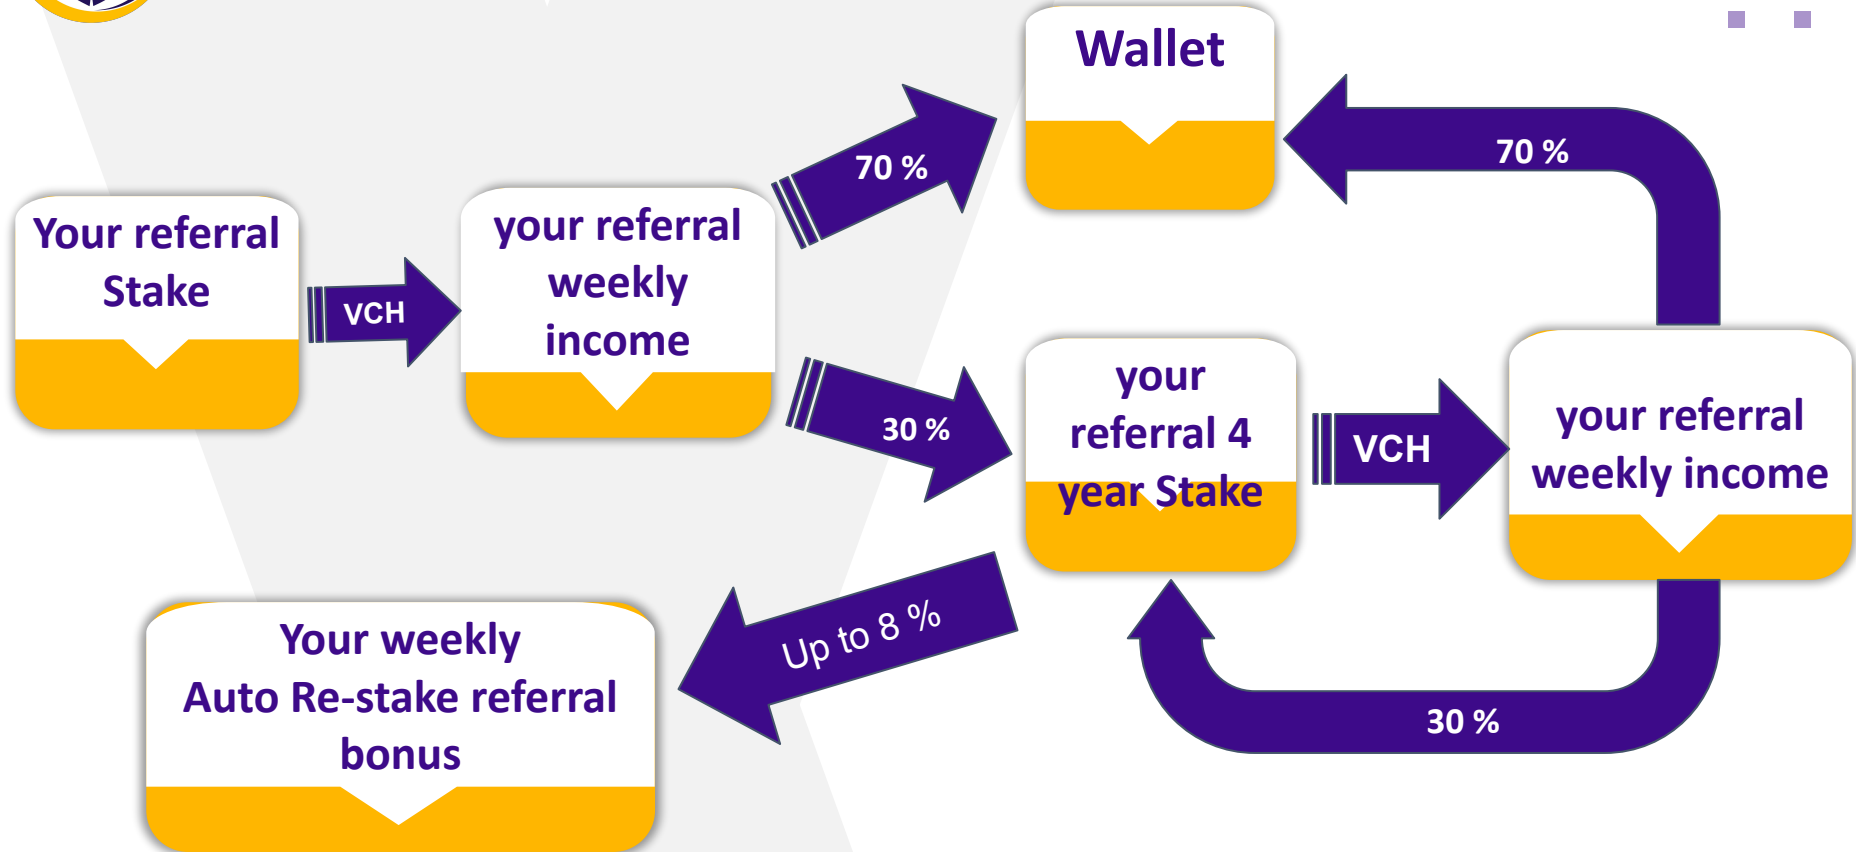 Wallet
70 %
70 %
Your referral
Stake
VCH
your referral
weekly
income
30 %
your
referral 4
year Stake
VCH
your referral
weekly income
Up to 8 %
Your weekly
Auto Re-stake referral
bonus
30 %